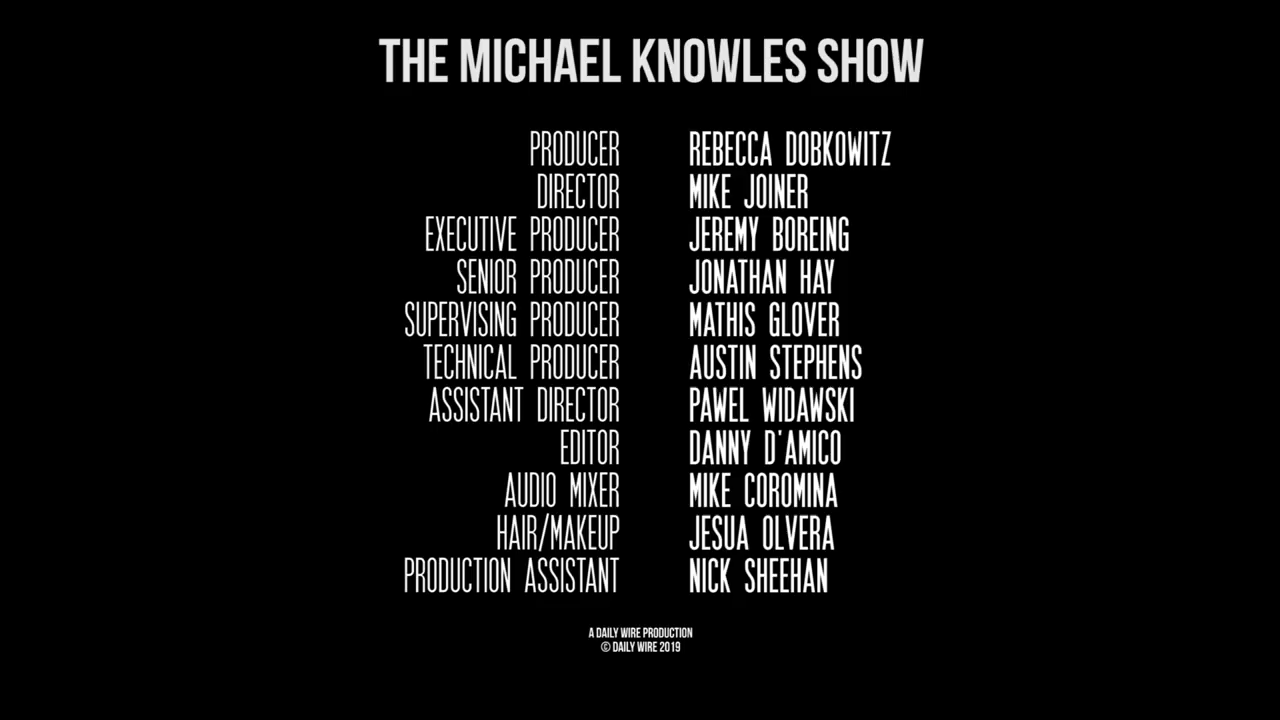 THE MICHAEL KNOWLES SHOW
PRODUCER REBECCA DOBKOWITZ
DIRECTOR MIKE JOINER
EXECUTIVE PRODUCER JEREMY BOREING
SENIOR PRODUCER JONATHAN HAY
SUPERVISING PRODUCER MATHIS GLOVER
TECHNICAL PRODUCER AUSTIN STEPHENS
ASSISTANT DIRECTOR PAWEL WIDAWSKI
EDITOR DANNY D'AMICO
AUDIO MIXER MIKE COROMINA
HAIR/MAKEUP JESUA OLVERA
PRODUCTION ASSISTANT NICK SHEEHAN
A DAILY WIRE PRODUCTION
© DAILY WIRE 2019